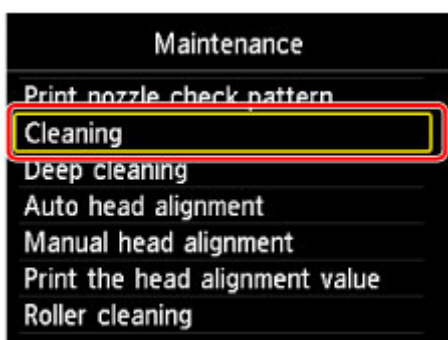 Maintenance
Print nozzle check pattern
Cleaning
Deep cleaning
Auto head alignment
Manual head alignment
Print the head alignment value
Roller cleaning